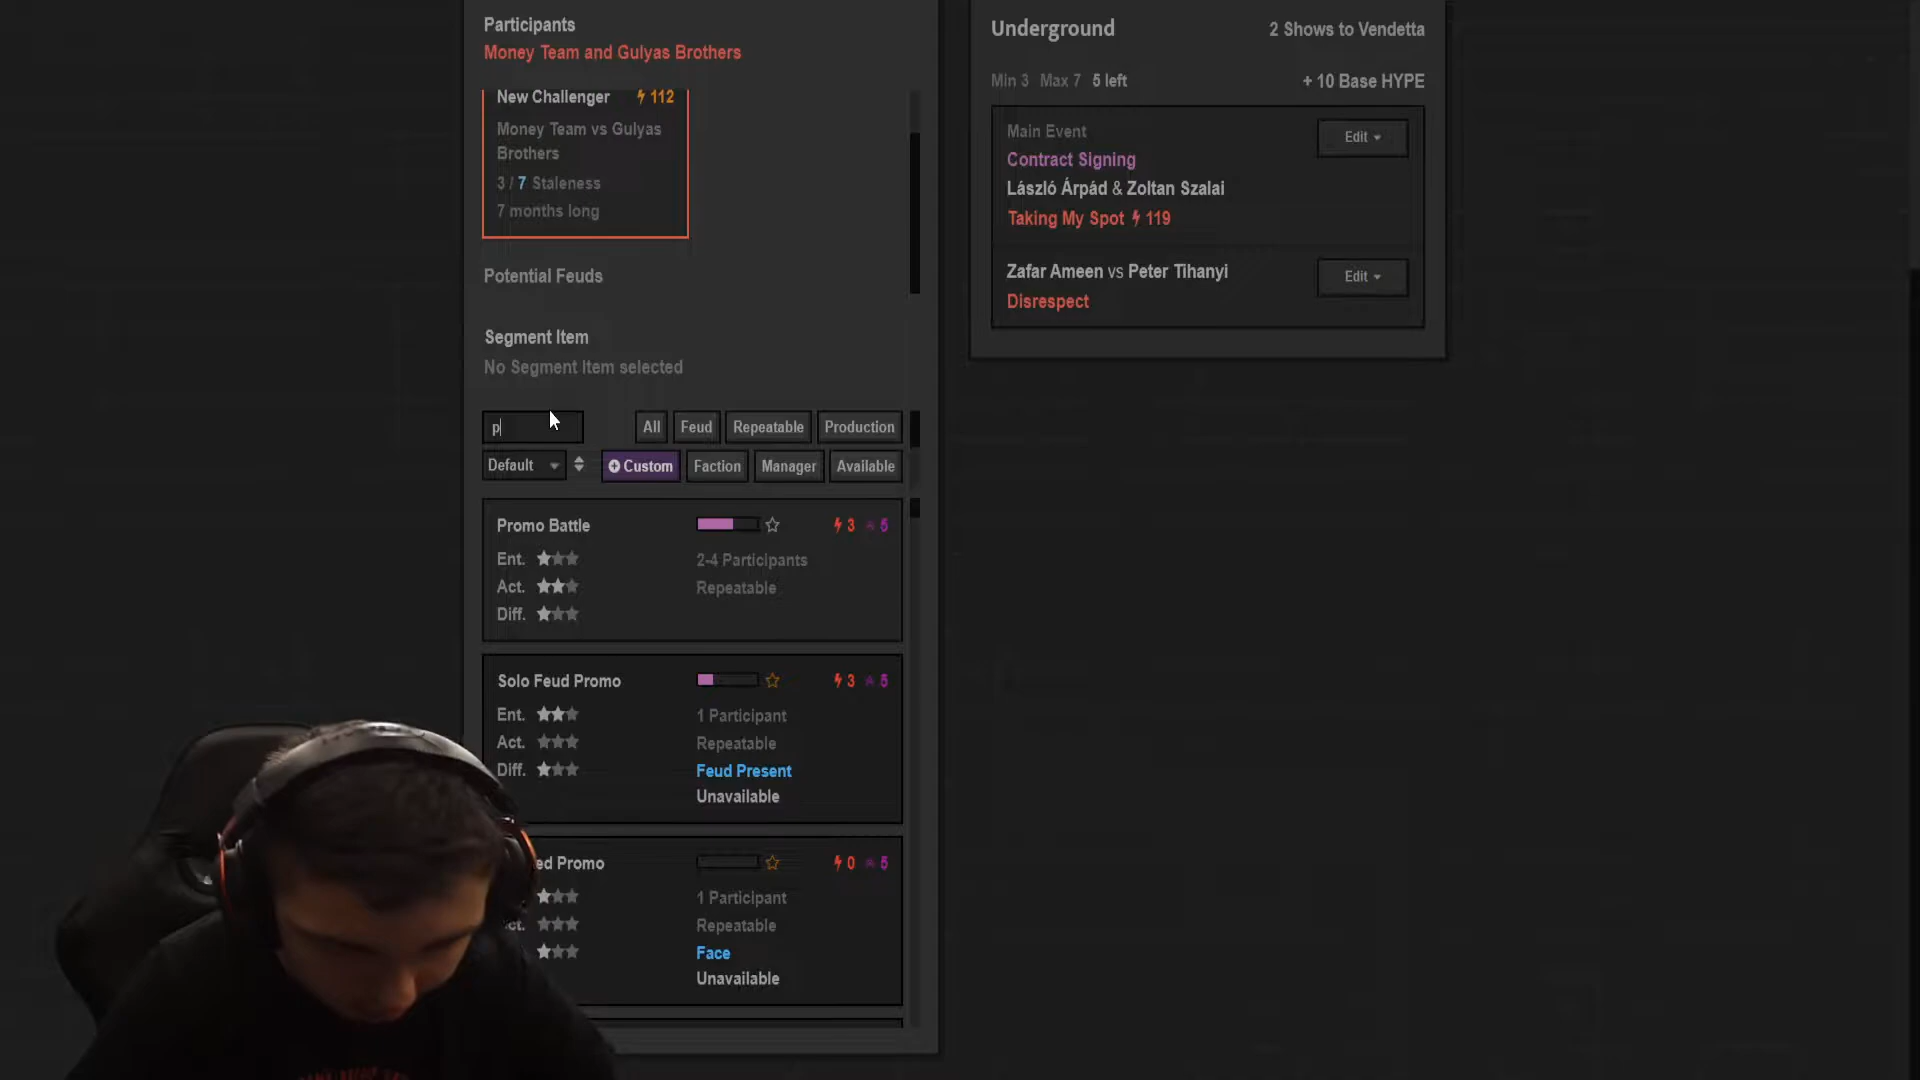 Participants
Money Team and Gulyas Brothers
New Challenger 112
Money Team vs Gulyas
Brothers
3 / 7 Staleness
7 months long
Potential Feuds
Segment Item
No Segment Item selected
p
All Feud Repeatable Production
Default Custom Faction Manager Available
Promo Battle 3 5
Ent. 2-4 Participants
Act. Repeatable
Diff.
Solo Feud Promo 3 5
Ent. 1 Participant
Act. Repeatable
Diff. Feud Present
Unavailable
ed Promo 0 5
1 Participant
ct. Repeatable
Face
Unavailable
Underground 2 Shows to Vendetta
Min 3 Max 7 5 left + 10 Base HYPE
Main Event Edit
Contract Signing
László Árpád & Zoltan Szalai
Taking My Spot 119
Zafar Ameen vs Peter Tihanyi Edit
Disrespect